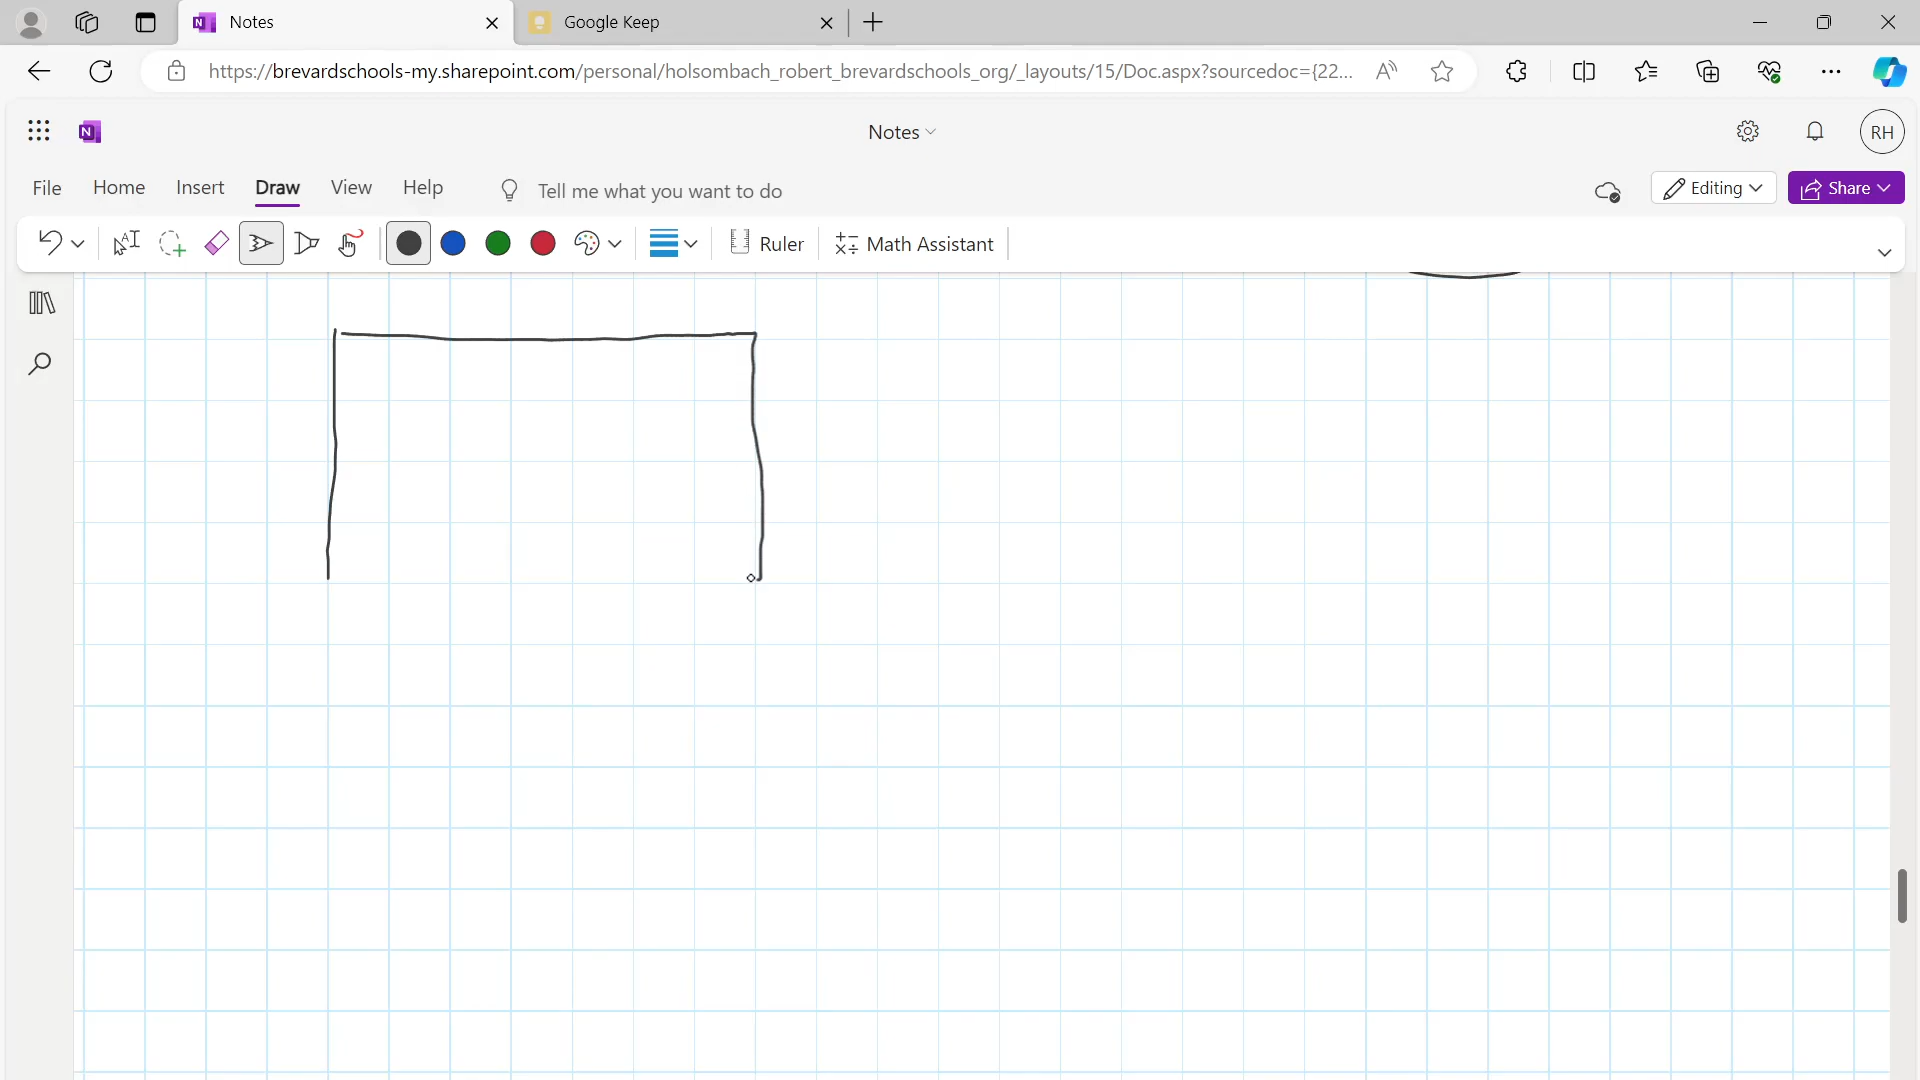 Notes
Google Keep
https://brevardschools-my.sharepoint.com/personal/holsombach_robert_brevardschools_org/_layouts/15/Doc.aspx?sourcedoc={22...
Notes
RH
File Home Insert Draw View Help Tell me what you want to do
Editing Share
Ruler Math Assistant